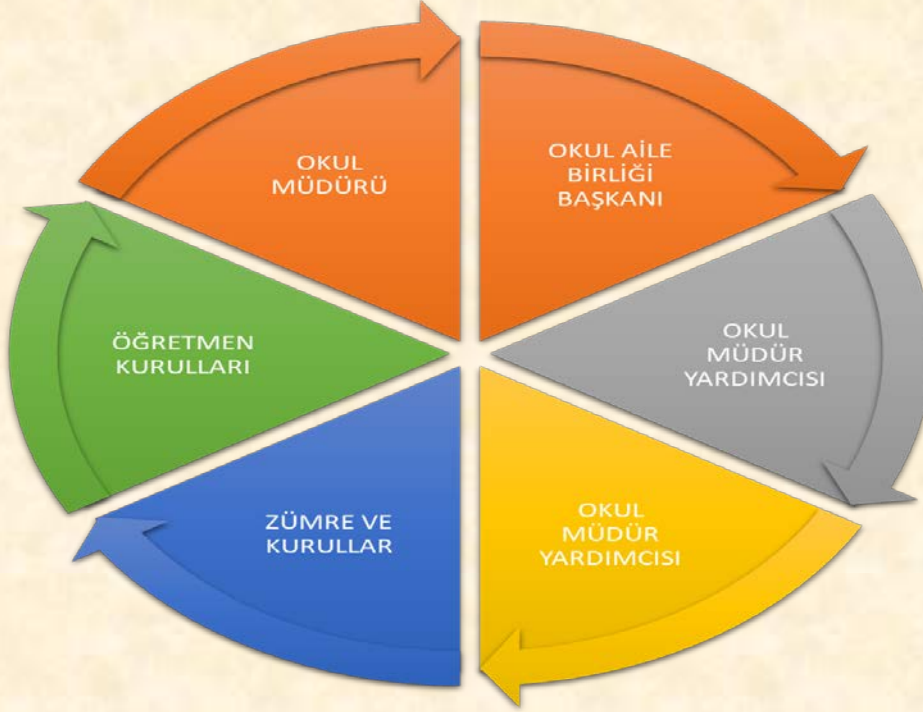 OKUL
MÜDÜRÜ
OKUL AİLE
BİRLİĞİ
BAŞKANI
OKUL
MÜDÜR
YARDIMCISI
OKUL
MÜDÜR
YARDIMCISI
ZÜMRE VE
KURULLAR
ÖĞRETMEN
KURULLARI